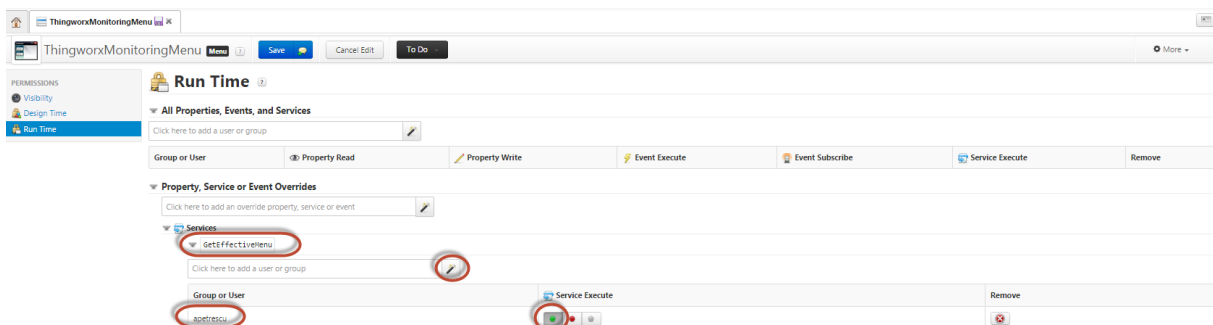 ThingworxMonitoringMenu
ThingworxMonitoringMenu Menu ? Save Cancel Edit To Do More
PERMISSIONS
Visibility
Design Time
Run Time
Run Time ?
All Properties, Events, and Services
Click here to add a user or group
Group or User Property Read Property Write Event Execute Event Subscribe Service Execute Remove
Property, Service or Event Overrides
Click here to add an override property, service or event
Services
GetEffectiveMenu
Click here to add a user or group
Group or User Service Execute Remove
apetrescu